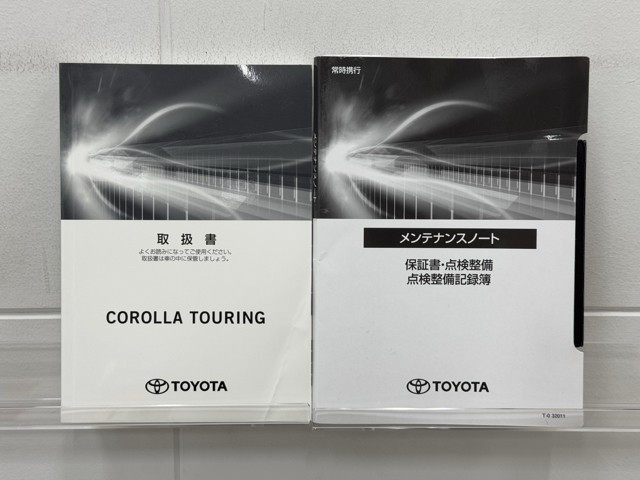 取扱書
よくお読みになってご使用ください。
取扱書は車の中に保管しましょう。
COROLLA TOURING
TOYOTA
常時携行
メンテナンスノート
保証書・点検整備
点検整備記録簿
TOYOTA